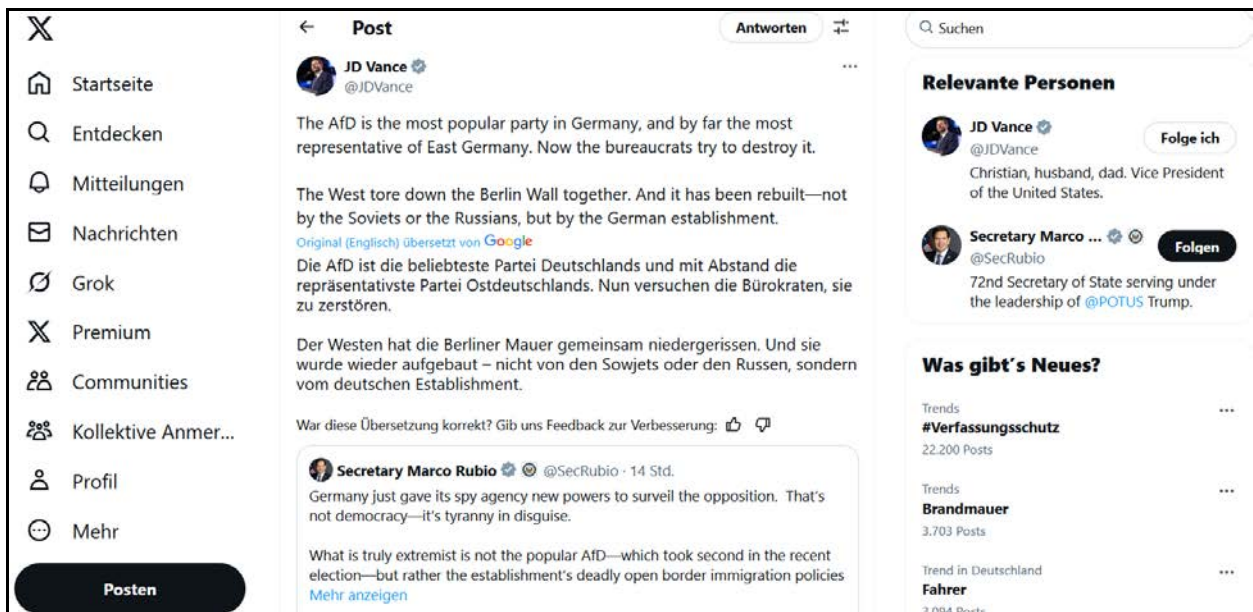 Startseite
Entdecken
Mitteilungen
Nachrichten
Grok
Premium
Communities
Kollektive Anmer...
Profil
Mehr
Posten
Post
Antworten
JD Vance
@JDVance
The AfD is the most popular party in Germany, and by far the most
representative of East Germany. Now the bureaucrats try to destroy it.
The West tore down the Berlin Wall together. And it has been rebuilt—not
by the Soviets or the Russians, but by the German establishment.
Original (Englisch) übersetzt von Google
Die AfD ist die beliebteste Partei Deutschlands und mit Abstand die
repräsentativste Partei Ostdeutschlands. Nun versuchen die Bürokraten, sie
zu zerstören.
Der Westen hat die Berliner Mauer gemeinsam niedergerissen. Und sie
wurde wieder aufgebaut – nicht von den Sowjets oder den Russen, sondern
vom deutschen Establishment.
War diese Übersetzung korrekt? Gib uns Feedback zur Verbesserung:
Secretary Marco Rubio @SecRubio · 14 Std.
Germany just gave its spy agency new powers to surveil the opposition. That's
not democracy—it's tyranny in disguise.
What is truly extremist is not the popular AfD—which took second in the recent
election—but rather the establishment's deadly open border immigration policies
Mehr anzeigen
Suchen
Relevante Personen
JD Vance
@JDVance
Folge ich
Christian, husband, dad. Vice President
of the United States.
Secretary Marco ...
@SecRubio
Folgen
72nd Secretary of State serving under
the leadership of @POTUS Trump.
Was gibt´s Neues?
Trends
#Verfassungsschutz
22.200 Posts
Trends
Brandmauer
3.703 Posts
Trend in Deutschland
Fahrer
3.094 Posts